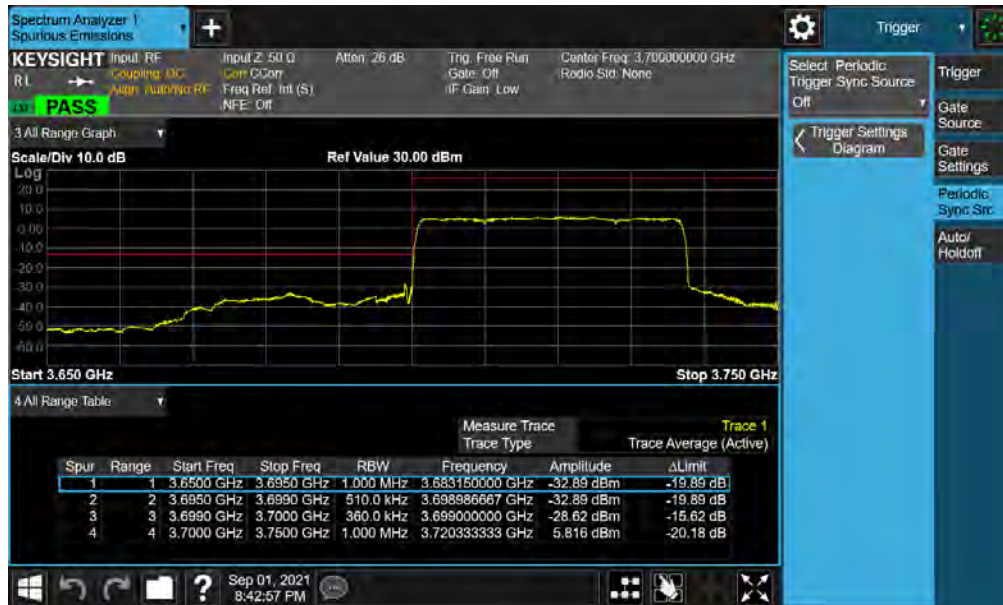 Spectrum Analyzer 1
Spurious Emissions
Trigger
KEYSIGHT Input: RF Input Z: 50 Ω Atten: 26 dB Trig: Free Run Center Freq: 3.700000000 GHz
R L Coupling: DC Corr CCorr Gate: Off Radio Std: None
Align: Auto/No RF Freq Ref: Int (S) IF Gain: Low
PASS NFE: Off
3 All Range Graph
Scale/Div 10.0 dB Ref Value 30.00 dBm
Log
20.0
10.0
0.00
-10.0
-20.0
-30.0
-40.0
-50.0
-60.0
Start 3.650 GHz Stop 3.750 GHz
4 All Range Table
Measure Trace Trace 1
Trace Type Trace Average (Active)
Spur Range Start Freq Stop Freq RBW Frequency Amplitude ΔLimit
1 1 3.6500 GHz 3.6950 GHz 1.000 MHz 3.683150000 GHz -32.89 dBm -19.89 dB
2 2 3.6950 GHz 3.6990 GHz 510.0 kHz 3.698986667 GHz -32.89 dBm -19.89 dB
3 3 3.6990 GHz 3.7000 GHz 360.0 kHz 3.699000000 GHz -28.62 dBm -15.62 dB
4 4 3.7000 GHz 3.7500 GHz 1.000 MHz 3.720333333 GHz 5.816 dBm -20.18 dB
Sep 01, 2021
8:42:57 PM
Select Periodic
Trigger Sync Source
Off
Trigger Settings
Diagram
Trigger
Gate
Source
Gate
Settings
Periodic
Sync Src
Auto/
Holdoff